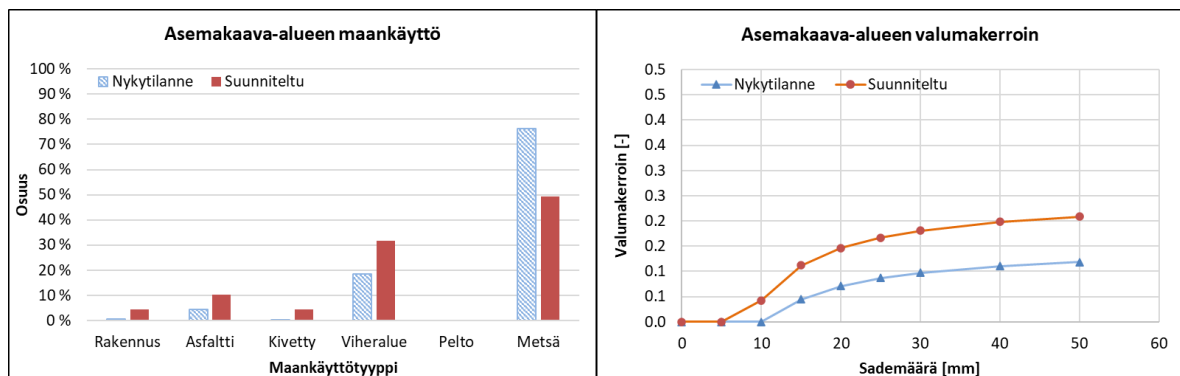 Asemakaava-alueen maankäyttö
Nykytilanne
Suunniteltu
100 %
90 %
80 %
70 %
60 %
50 %
40 %
30 %
20 %
10 %
0 %
Osuus
Rakennus Asfaltti Kivetty Viheralue Pelto Metsä
Maankäyttötyyppi
Asemakaava-alueen valumakerroin
Nykytilanne
Suunniteltu
0.5
0.5
0.4
0.4
0.3
0.3
0.2
0.2
0.1
0.1
0.0
Valumakerroin [-]
0 10 20 30 40 50 60
Sademäärä [mm]